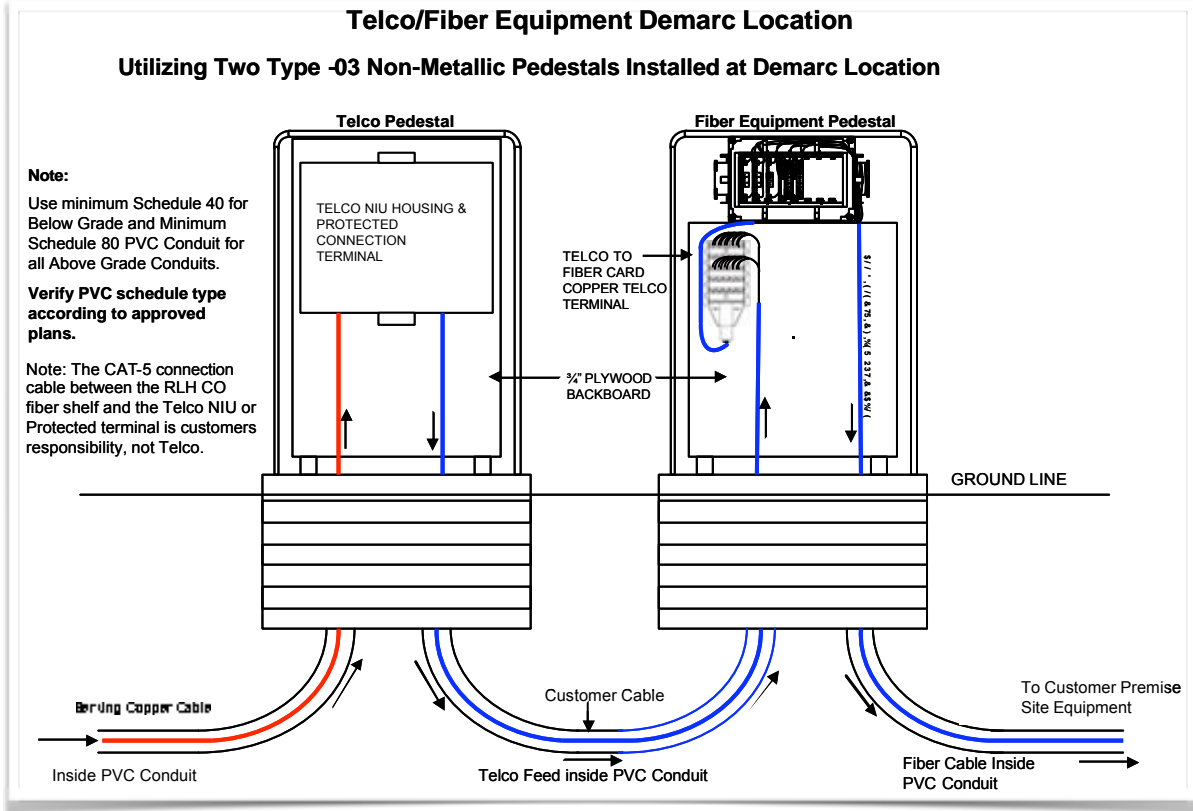 Telco/Fiber Equipment Demarc Location
Utilizing Two Type -03 Non-Metallic Pedestals Installed at Demarc Location
Telco Pedestal
Fiber Equipment Pedestal
Note:
Use minimum Schedule 40 for
Below Grade and Minimum
Schedule 80 PVC Conduit for
all Above Grade Conduits.
Verify PVC schedule type
according to approved
plans.
Note: The CAT-5 connection
cable between the RLH CO
fiber shelf and the Telco NIU or
Protected terminal is customers
responsibility, not Telco.
TELCO NIU HOUSING &
PROTECTED
CONNECTION
TERMINAL
TELCO TO
FIBER CARD
COPPER TELCO
TERMINAL
¾" PLYWOOD
BACKBOARD
GROUND LINE
Serving Copper Cable
Inside PVC Conduit
Customer Cable
Telco Feed inside PVC Conduit
To Customer Premise
Site Equipment
Fiber Cable Inside
PVC Conduit